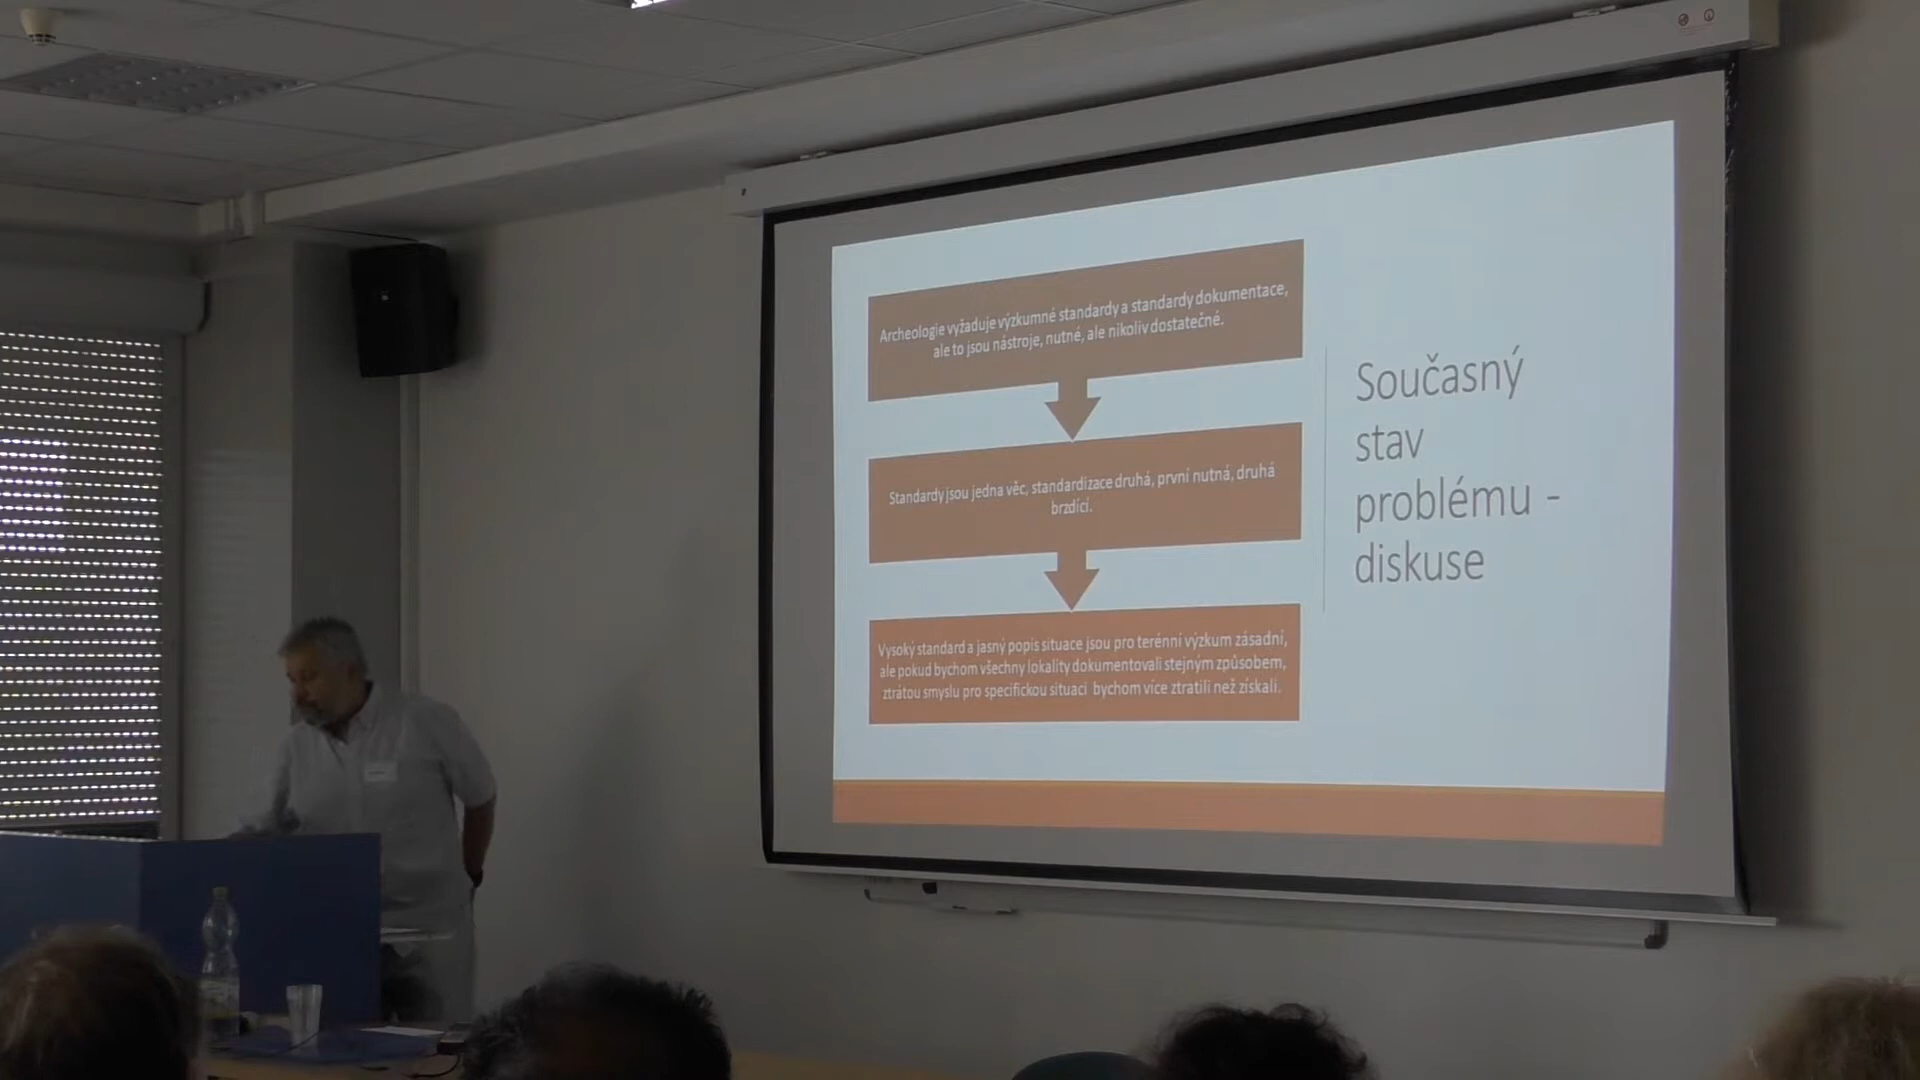 Archeologie vyžaduje výzkumné standardy a standardy dokumentace,
ale to jsou nástroje, nutné, ale nikoliv dostatečné.
Standardy jsou jedna věc, standardizace druhá, první nutná, druhá
brzdící.
Vysoký standard a jasný popis situace jsou pro terénní výzkum zásadní,
ale pokud bychom všechny lokality dokumentovali stejným způsobem,
ztrátou smyslu pro specifickou situaci bychom více ztratili než získali.
Současný
stav
problému -
diskuse